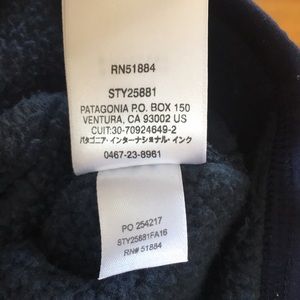 RN51884
STY25881
PATAGONIA P.O. BOX 150
VENTURA, CA 93002 US
CUIT:30-70924649-2
パタゴニア・インターナショナル・インク
0467-23-8961
PO 254217
STY25881FA16
RN# 51884